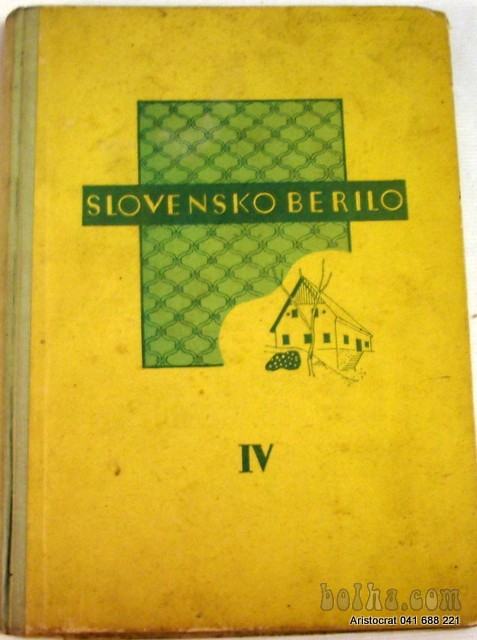 SLOVENSKO BERILO
IV
bolha.com
Aristocrat 041 688 221